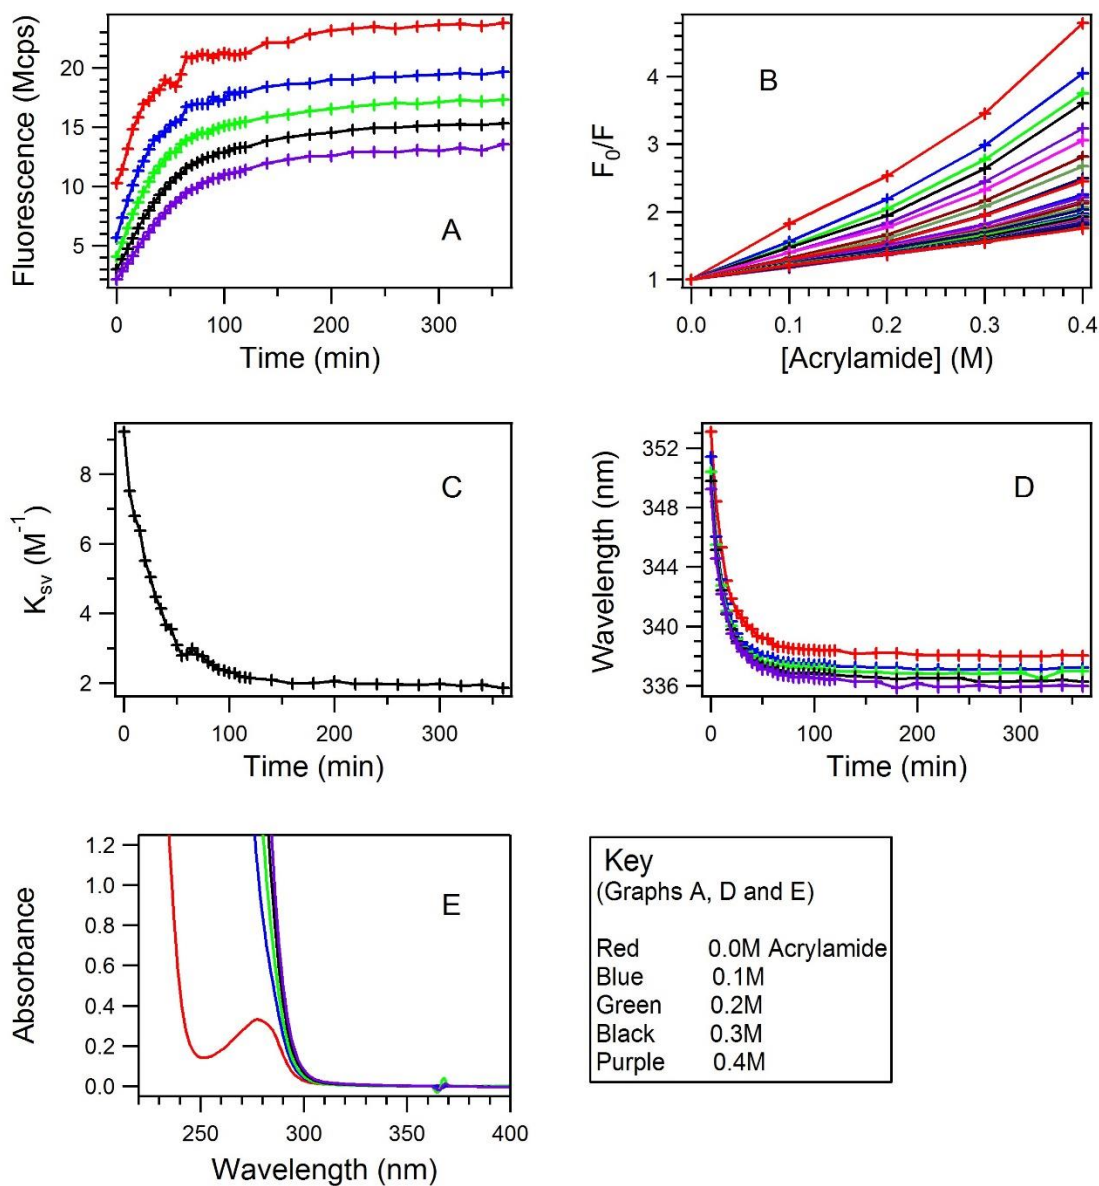 Fluorescence (Mcps)
20
15
10
5
0
100
200
300
Time (min)
A
F0/F
4
3
2
1
0.0
0.1
0.2
0.3
0.4
[Acrylamide] (M)
B
Ksv (M-1)
8
6
4
2
0
100
200
300
Time (min)
C
Wavelength (nm)
352
348
344
340
336
0
100
200
300
Time (min)
D
Absorbance
1.2
1.0
0.8
0.6
0.4
0.2
0.0
250
300
350
400
Wavelength (nm)
E
Key
(Graphs A, D and E)
Red 0.0M Acrylamide
Blue 0.1M
Green 0.2M
Black 0.3M
Purple 0.4M